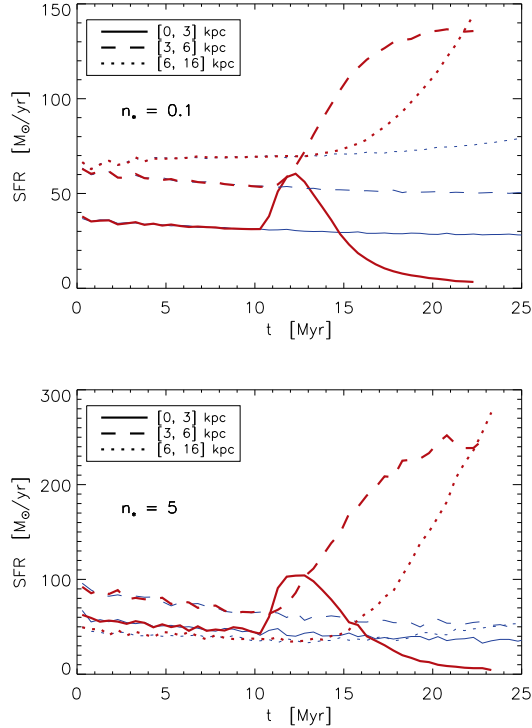 150
100
50
0
SFR [M⊙/yr]
[0, 3] kpc
[3, 6] kpc
[6, 16] kpc
n* = 0.1
0 5 10 15 20 25
t [Myr]
300
200
100
0
SFR [M⊙/yr]
[0, 3] kpc
[3, 6] kpc
[6, 16] kpc
n* = 5
0 5 10 15 20 25
t [Myr]